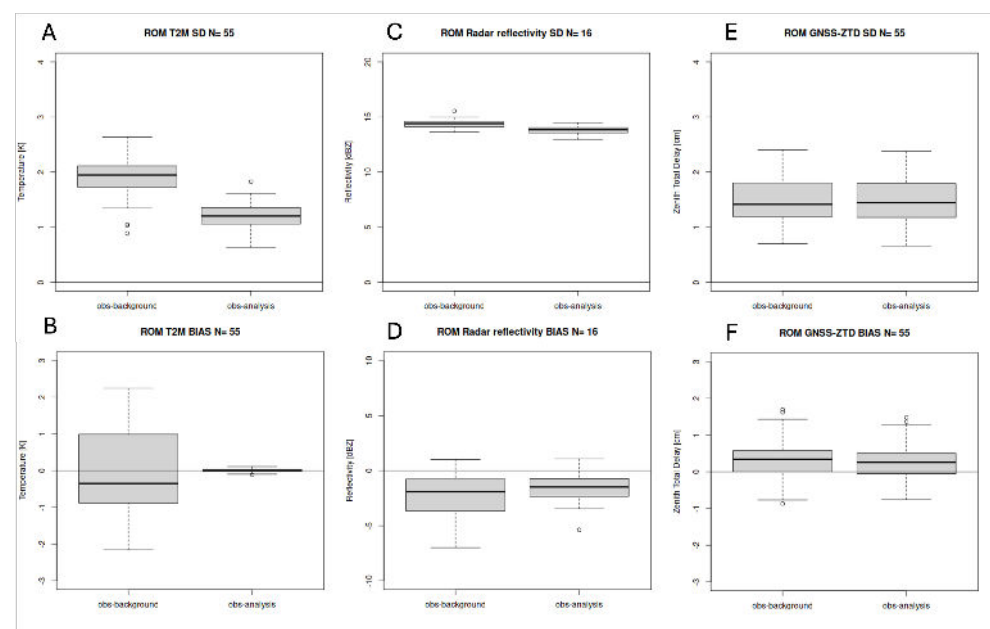 A
ROM T2M SD N= 55
Temperature [K]
4
3
2
1
0
obs-background
obs-analysis
C
ROM Radar reflectivity SD N= 16
Reflectivity [dBZ]
20
15
10
5
0
obs-background
obs-analysis
E
ROM GNSS-ZTD SD N= 55
Zenith Total Delay [cm]
4
3
2
1
0
obs-background
obs-analysis
B
ROM T2M BIAS N= 55
Temperature [K]
3
2
1
0
-1
-2
-3
obs-background
obs-analysis
D
ROM Radar reflectivity BIAS N= 16
Reflectivity [dBZ]
10
5
0
-5
-10
obs-background
obs-analysis
F
ROM GNSS-ZTD BIAS N= 55
Zenith Total Delay [cm]
3
2
1
0
-1
-2
-3
obs-background
obs-analysis